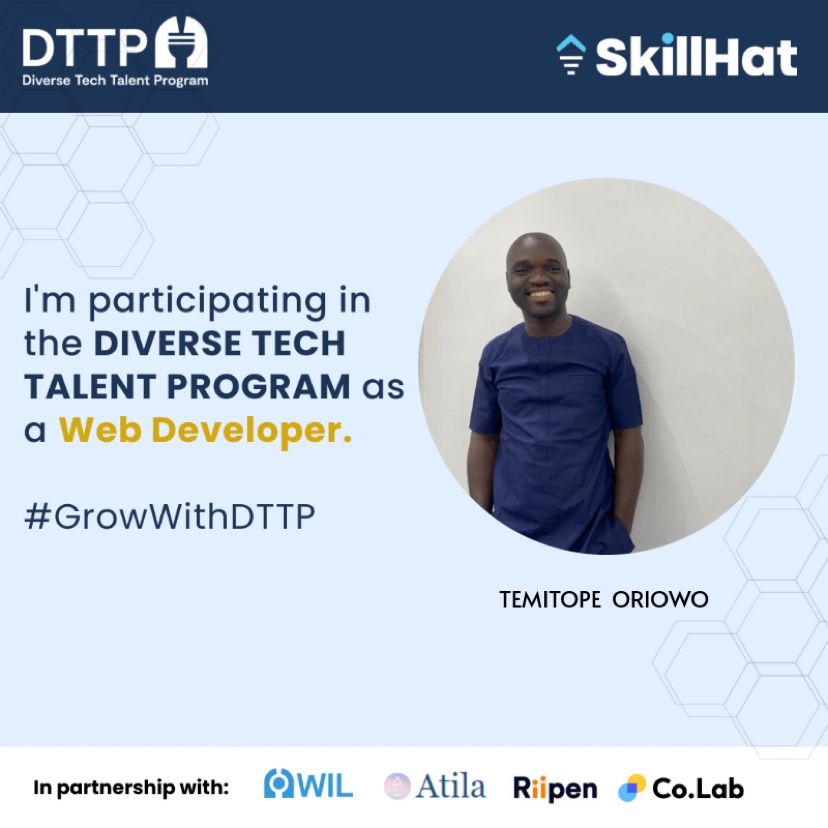 DTTP
Diverse Tech Talent Program
SkillHat
I'm participating in
the DIVERSE TECH
TALENT PROGRAM as
a Web Developer.
#GrowWithDTTP
TEMITOPE ORIOWO
In partnership with: WIL Atila Riipen Co.Lab